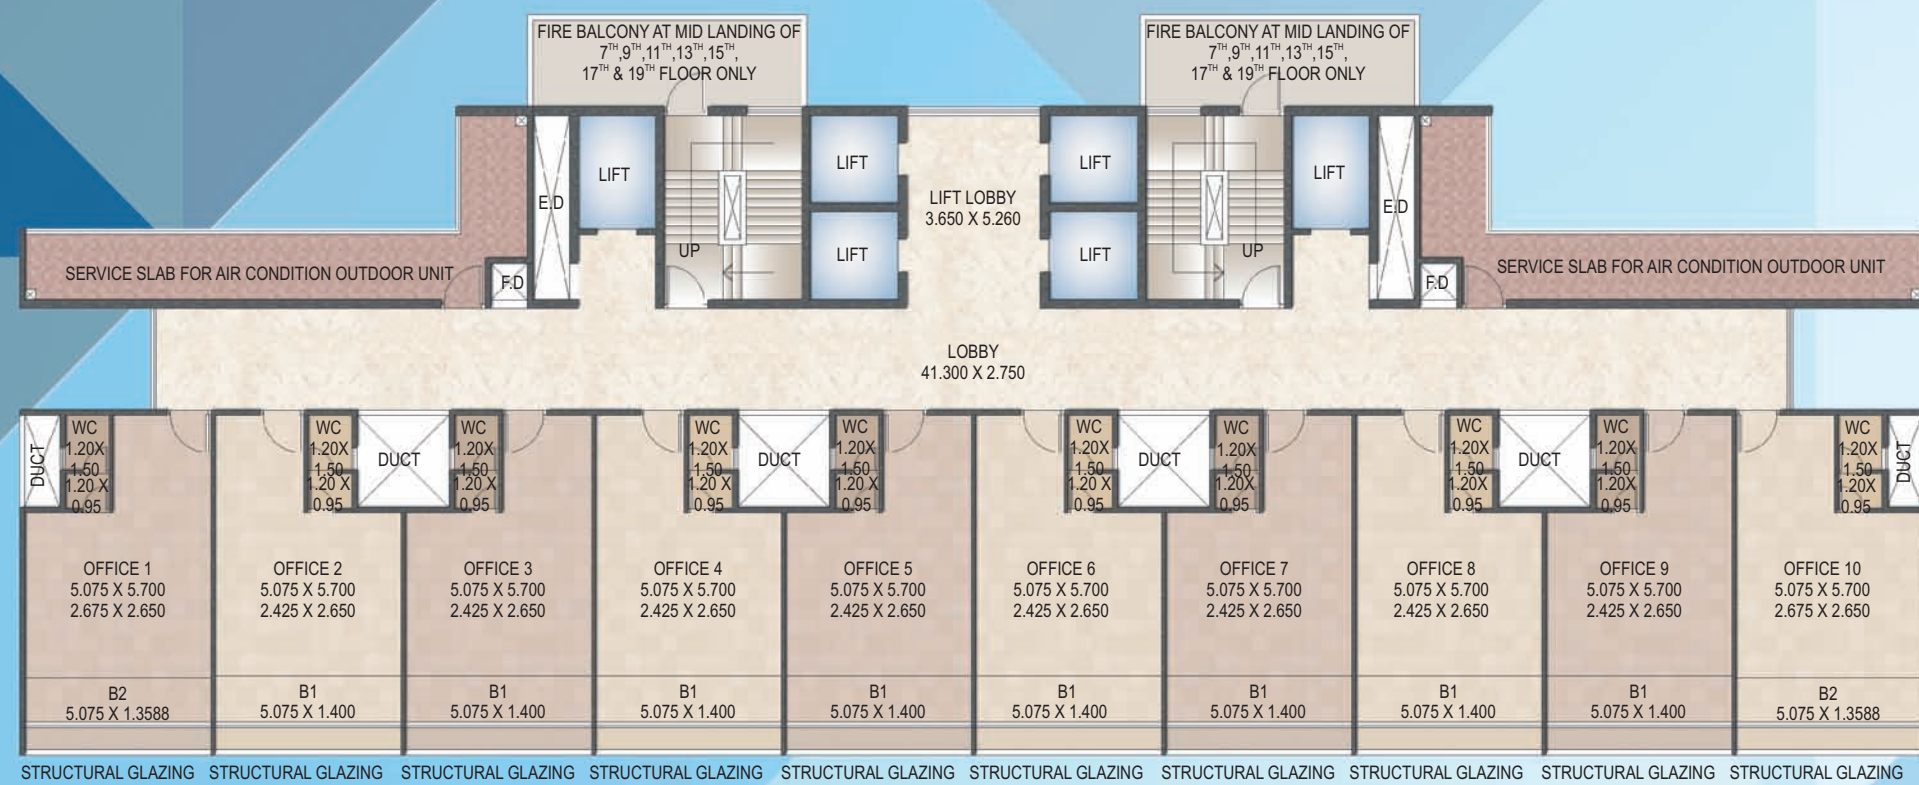 FIRE BALCONY AT MID LANDING OF
7TH,9TH,11TH,13TH,15TH,
17TH & 19TH FLOOR ONLY
FIRE BALCONY AT MID LANDING OF
7TH,9TH,11TH,13TH,15TH,
17TH & 19TH FLOOR ONLY
LIFT
LIFT
LIFT
LIFT
E.D
LIFT LOBBY
3.650 X 5.260
E.D
UP
LIFT
LIFT
UP
SERVICE SLAB FOR AIR CONDITION OUTDOOR UNIT
F.D
F.D
SERVICE SLAB FOR AIR CONDITION OUTDOOR UNIT
LOBBY
41.300 X 2.750
DUCT
WC
1.20X
1.50
1.20 X
0.95
WC
1.20X
1.50
1.20 X
0.95
DUCT
WC
1.20X
1.50
1.20 X
0.95
WC
1.20X
1.50
1.20 X
0.95
DUCT
WC
1.20X
1.50
1.20X
0.95
WC
1.20X
1.50
1.20X
0.95
DUCT
WC
1.20X
1.50
1.20X
0.95
WC
1.20X
1.50
1.20X
0.95
DUCT
WC
1.20X
1.50
1.20X
0.95
WC
1.20X
1.50
1.20X
0.95
DUCT
OFFICE 1
5.075 X 5.700
2.675 X 2.650
OFFICE 2
5.075 X 5.700
2.425 X 2.650
OFFICE 3
5.075 X 5.700
2.425 X 2.650
OFFICE 4
5.075 X 5.700
2.425 X 2.650
OFFICE 5
5.075 X 5.700
2.425 X 2.650
OFFICE 6
5.075 X 5.700
2.425 X 2.650
OFFICE 7
5.075 X 5.700
2.425 X 2.650
OFFICE 8
5.075 X 5.700
2.425 X 2.650
OFFICE 9
5.075 X 5.700
2.425 X 2.650
OFFICE 10
5.075 X 5.700
2.675 X 2.650
B2
5.075 X 1.3588
B1
5.075 X 1.400
B1
5.075 X 1.400
B1
5.075 X 1.400
B1
5.075 X 1.400
B1
5.075 X 1.400
B1
5.075 X 1.400
B1
5.075 X 1.400
B1
5.075 X 1.400
B2
5.075 X 1.3588
STRUCTURAL GLAZING
STRUCTURAL GLAZING
STRUCTURAL GLAZING
STRUCTURAL GLAZING
STRUCTURAL GLAZING
STRUCTURAL GLAZING
STRUCTURAL GLAZING
STRUCTURAL GLAZING
STRUCTURAL GLAZING
STRUCTURAL GLAZING